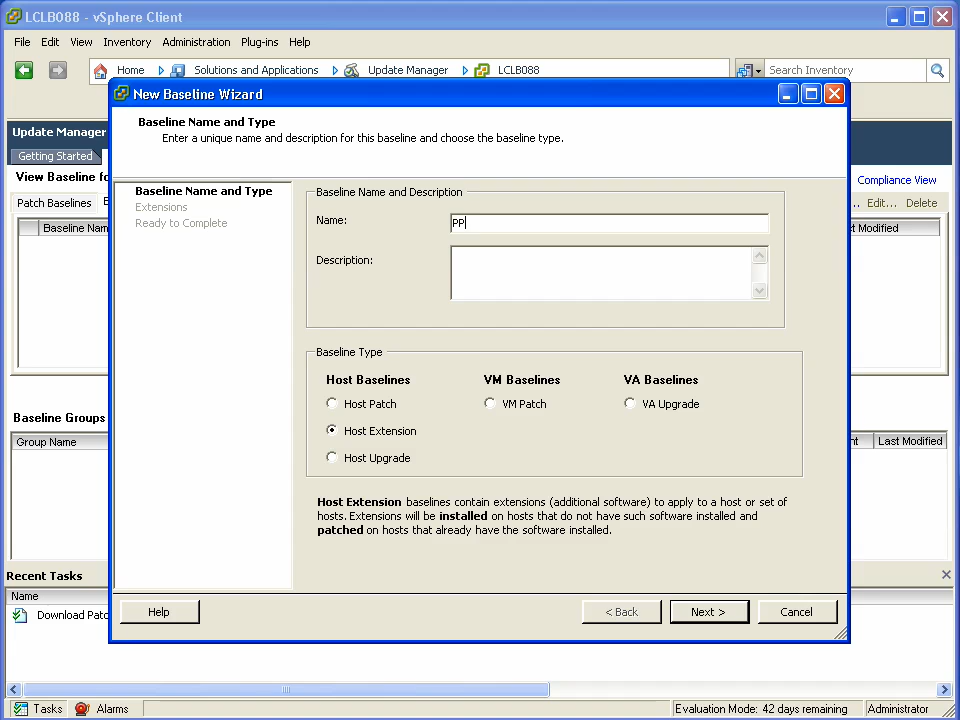 LCLB088 - vSphere Client
File Edit View Inventory Administration Plug-ins Help
Home Solutions and Applications Update Manager LCLB088 Search Inventory
New Baseline Wizard
Baseline Name and Type
Enter a unique name and description for this baseline and choose the baseline type.
Update Manager
Getting Started
View Baseline fo
Compliance View
Patch Baselines
.. Edit... Delete
Baseline Nam
t Modified
Baseline Name and Type
Extensions
Ready to Complete
Baseline Name and Description
Name: PP
Description:
Baseline Type
Host Baselines VM Baselines VA Baselines
Host Patch VM Patch VA Upgrade
Host Extension
Host Upgrade
Host Extension baselines contain extensions (additional software) to apply to a host or set of
hosts. Extensions will be installed on hosts that do not have such software installed and
patched on hosts that already have the software installed.
Baseline Groups
Group Name
nt Last Modified
Help < Back Next > Cancel
Recent Tasks
Name
Download Patc
Tasks Alarms Evaluation Mode: 42 days remaining Administrator